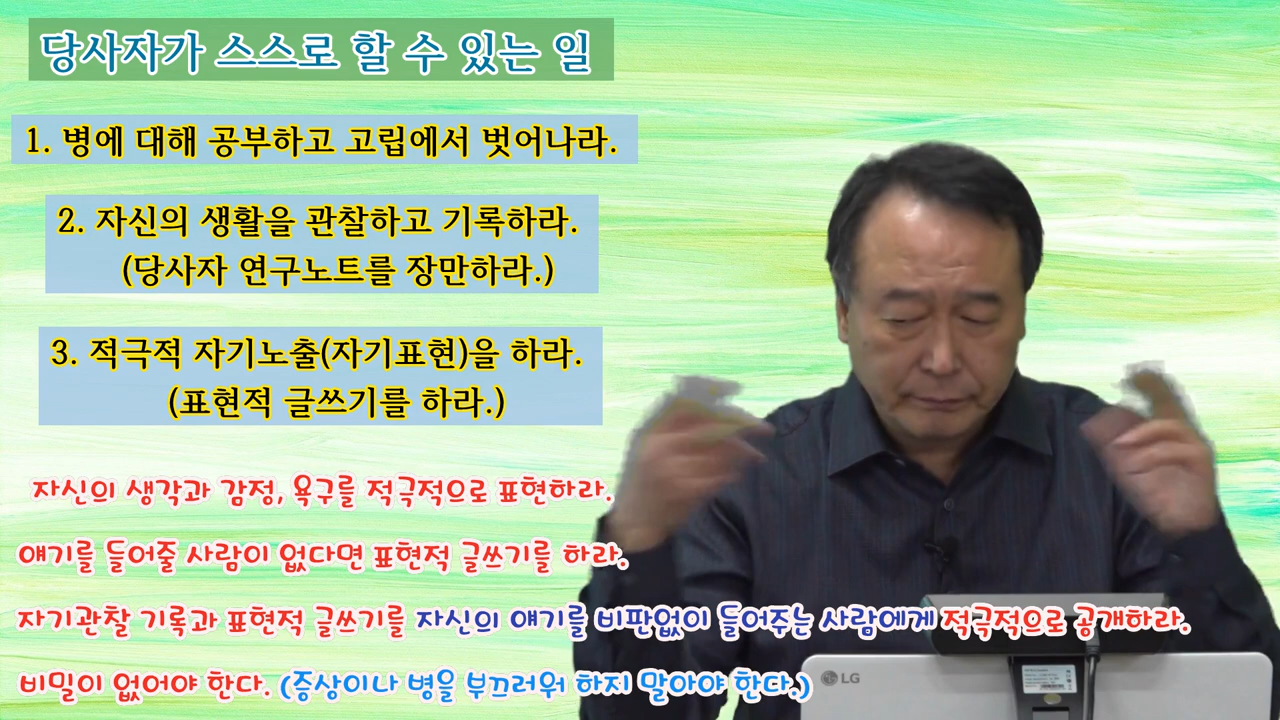 당사자가 스스로 할 수 있는 일
1. 병에 대해 공부하고 고립에서 벗어나라.
2. 자신의 생활을 관찰하고 기록하라.
(당사자 연구노트를 장만하라.)
3. 적극적 자기노출(자기표현)을 하라.
(표현적 글쓰기를 하라.)
자신의 생각과 감정, 욕구를 적극적으로 표현하라.
얘기를 들어줄 사람이 없다면 표현적 글쓰기를 하라.
자기관찰 기록과 표현적 글쓰기를 자신의 얘기를 비판없이 들어주는 사람에게 적극적으로 공개하라.
비밀이 없어야 한다. (증상이나 병을 부끄러워 하지 말아야 한다.)
LG